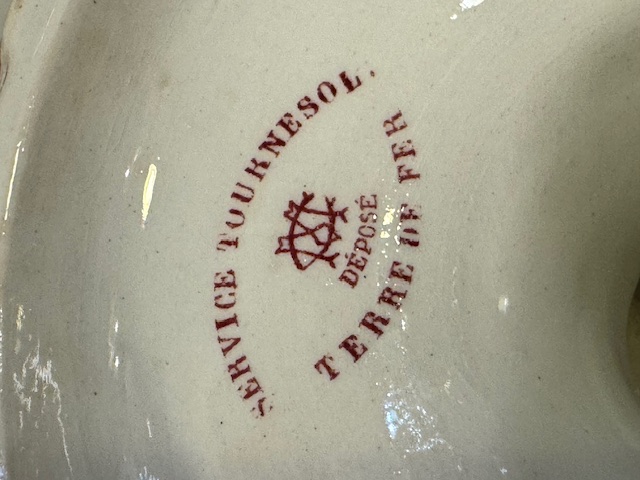 SERVICE TOURNESOL.
DÉPOSÉ
TERRE DE FER